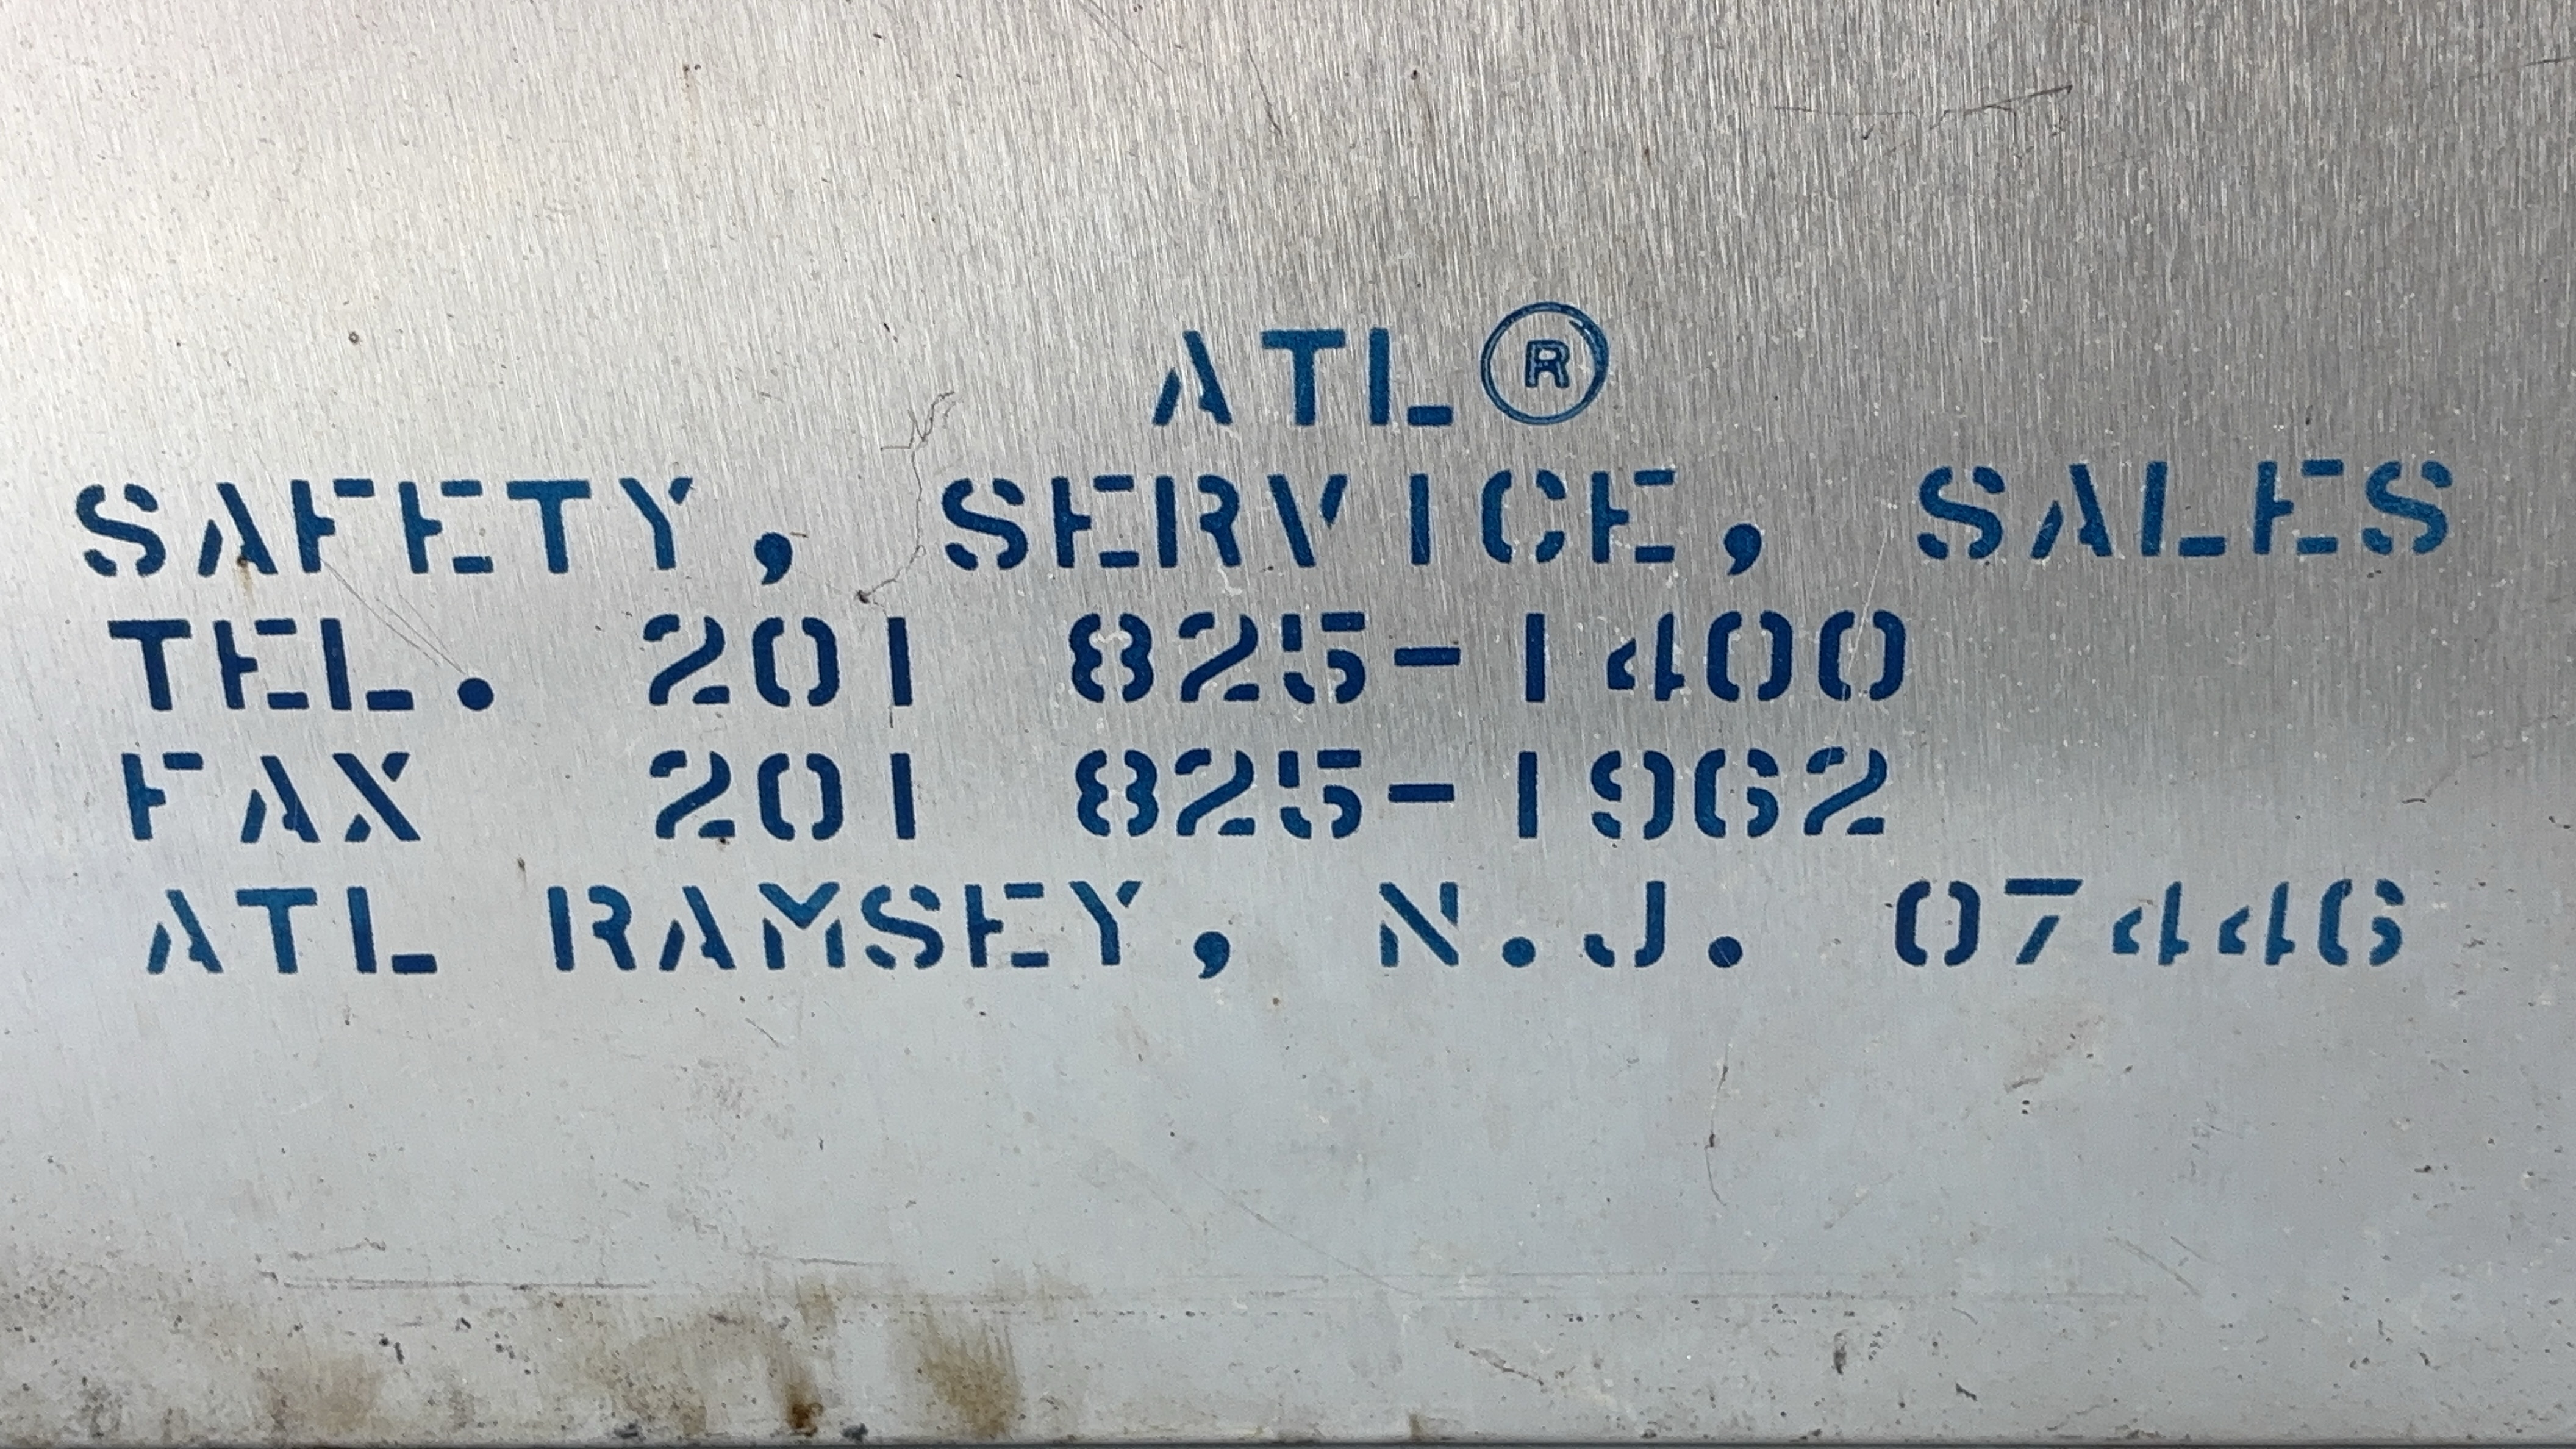 ATL®
SAFETY, SERVICE, SALES
TEL. 201 825-1400
FAX 201 825-1962
ATL RAMSEY, N.J. 07446